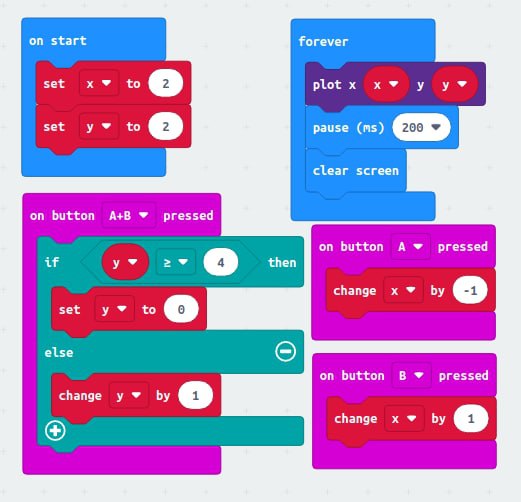 on start
set x to 2
set y to 2
forever
plot x x y y
pause (ms) 200
clear screen
on button A+B pressed
if y ≥ 4 then
set y to 0
else
change y by 1
on button A pressed
change x by -1
on button B pressed
change x by 1